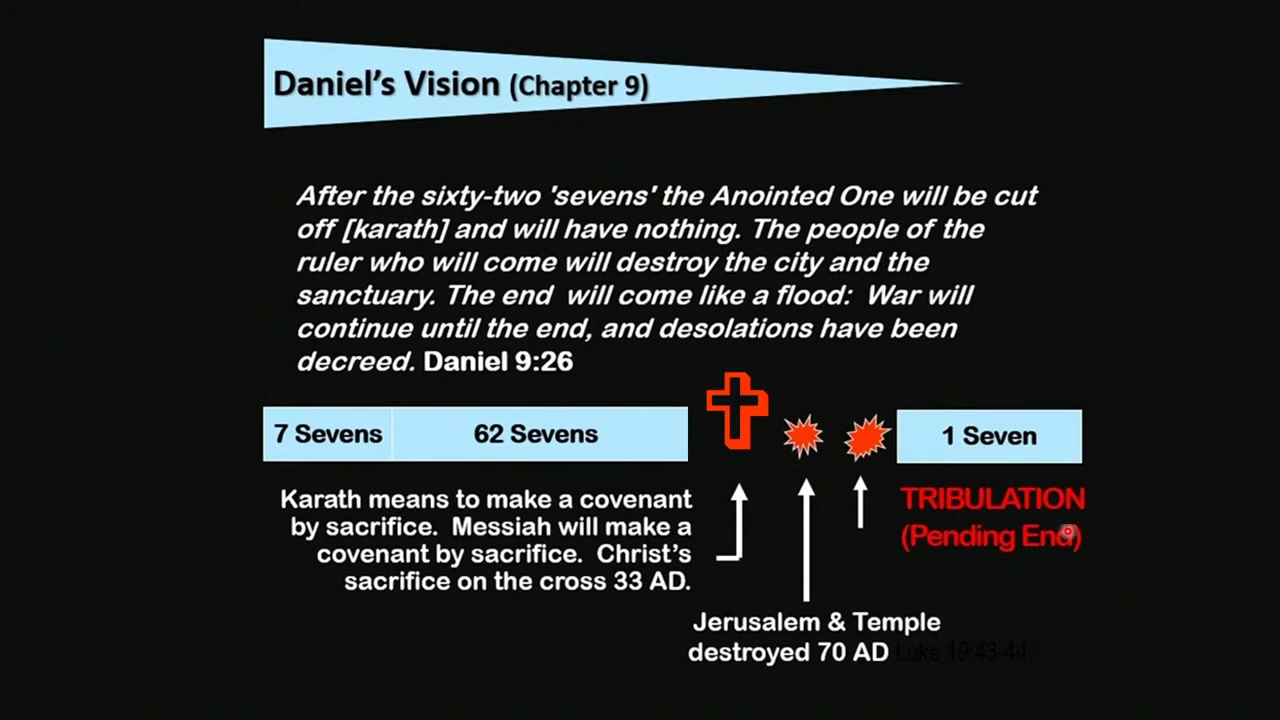 Daniel's Vision (Chapter 9)
After the sixty-two 'sevens' the Anointed One will be cut
off [karath] and will have nothing. The people of the
ruler who will come will destroy the city and the
sanctuary. The end will come like a flood: War will
continue until the end, and desolations have been
decreed. Daniel 9:26
7 Sevens
62 Sevens
1 Seven
Karath means to make a covenant
by sacrifice. Messiah will make a
covenant by sacrifice. Christ's
sacrifice on the cross 33 AD.
TRIBULATION
(Pending End)
Jerusalem & Temple
destroyed 70 AD Luke 19:43-44